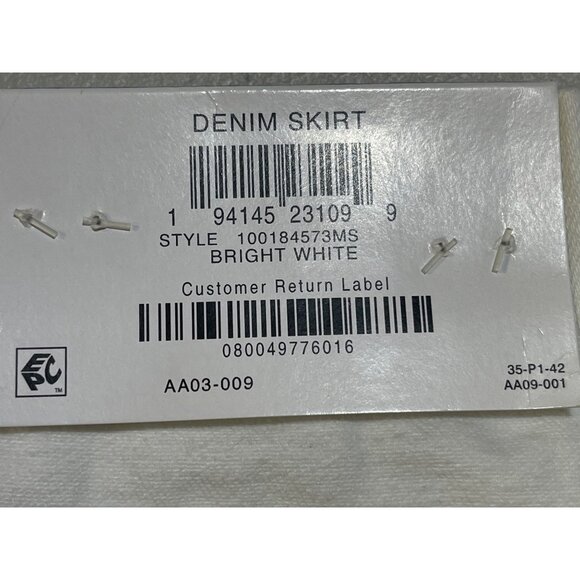 DENIM SKIRT
1 94145 23109 9
STYLE 100184573MS
BRIGHT WHITE
Customer Return Label
080049776016
EPC
TM
AA03-009
35-P1-42
AA09-001